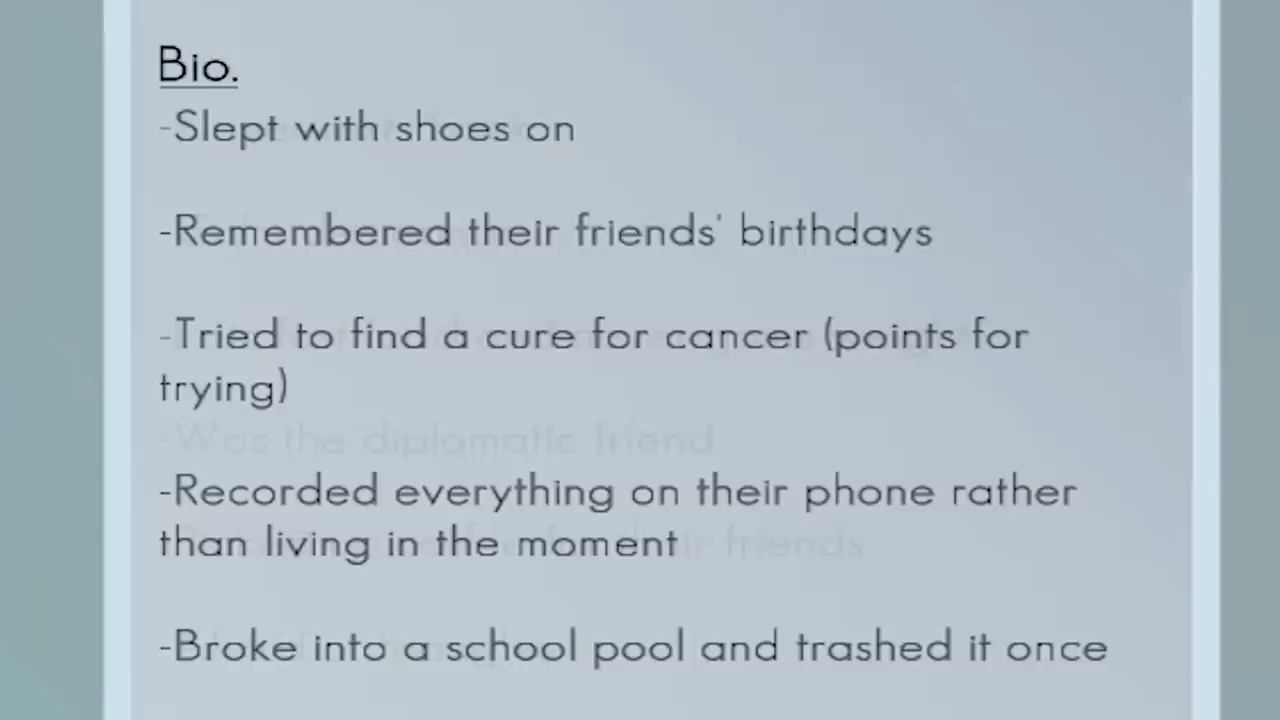 Bio.
-Slept with shoes on
-Remembered their friends' birthdays
-Tried to find a cure for cancer (points for
trying)
-Was the diplomatic friend
-Recorded everything on their phone rather
than living in the moment
their friends
-Broke into a school pool and trashed it once